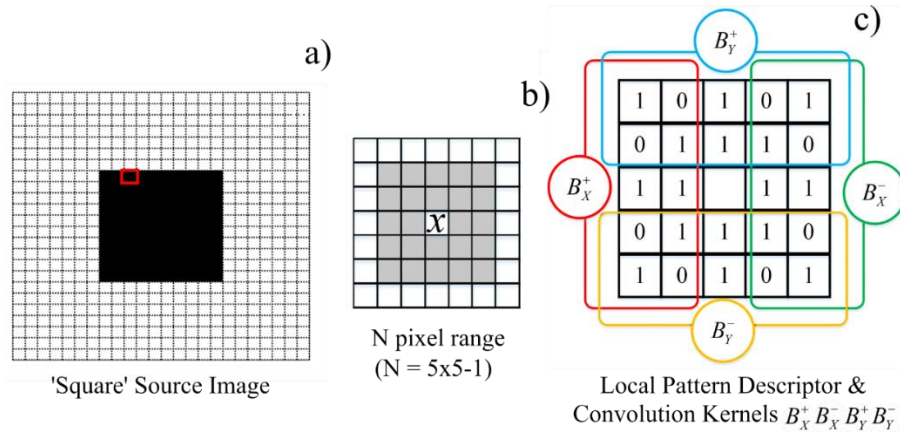 a)
'Square' Source Image
b)
x
N pixel range
(N = 5x5-1)
c)
B_Y^+
B_X^+
B_X^-
B_Y^-
1 0 1 0 1
0 1 1 1 0
1 1 1 1
0 1 1 1 0
1 0 1 0 1
Local Pattern Descriptor &
Convolution Kernels B_X^+ B_X^- B_Y^+ B_Y^-